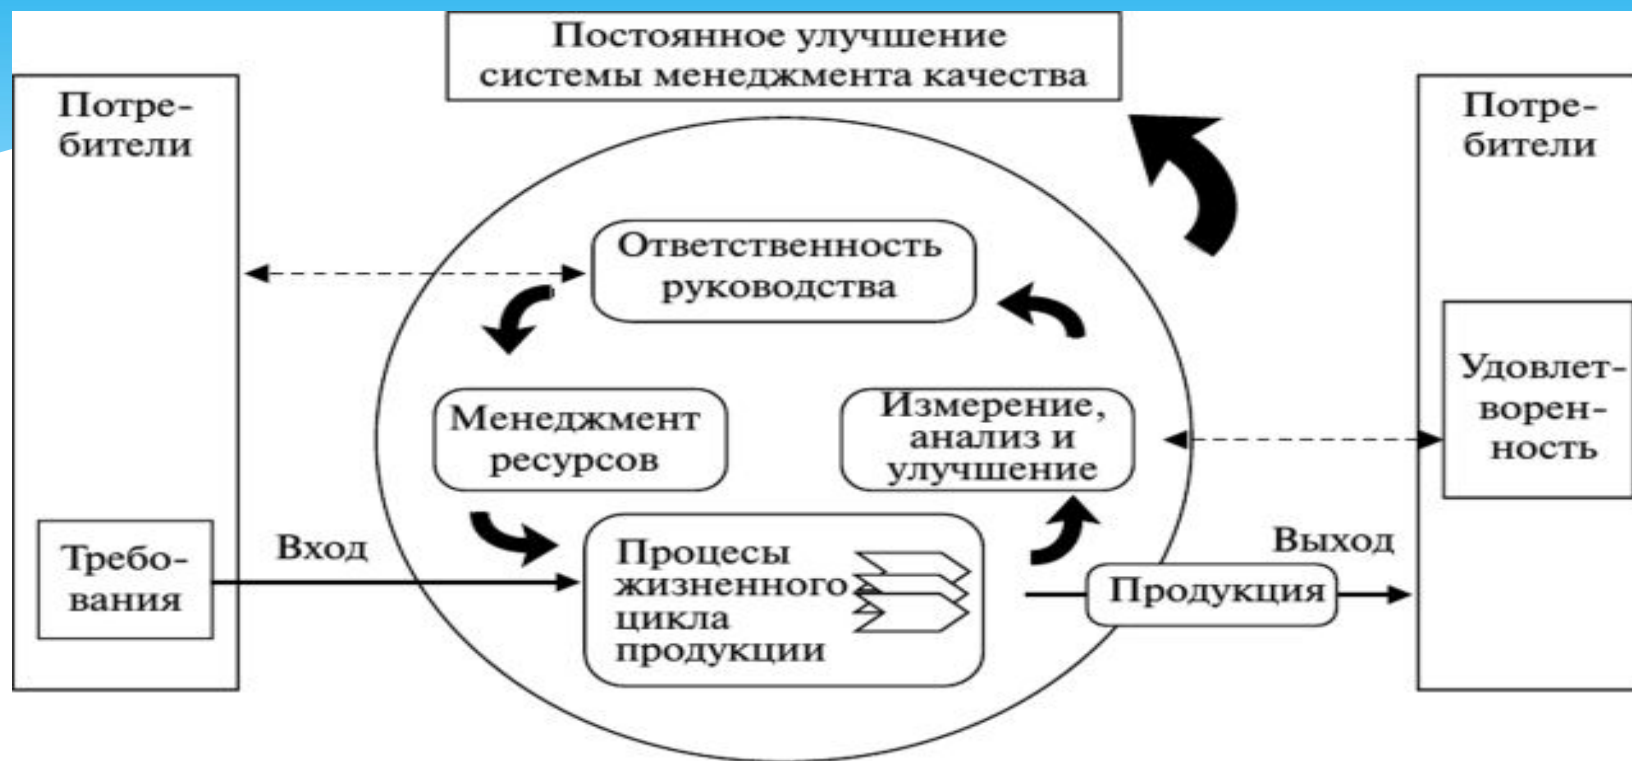 Постоянное улучшение
системы менеджмента качества
Потре-
бители
Потре-
бители
Ответственность
руководства
Менеджмент
ресурсов
Измерение,
анализ и
улучшение
Удовлет-
ворен-
ность
Требо-
вания
Вход
Процесы
жизненного
цикла
продукции
Выход
Продукция